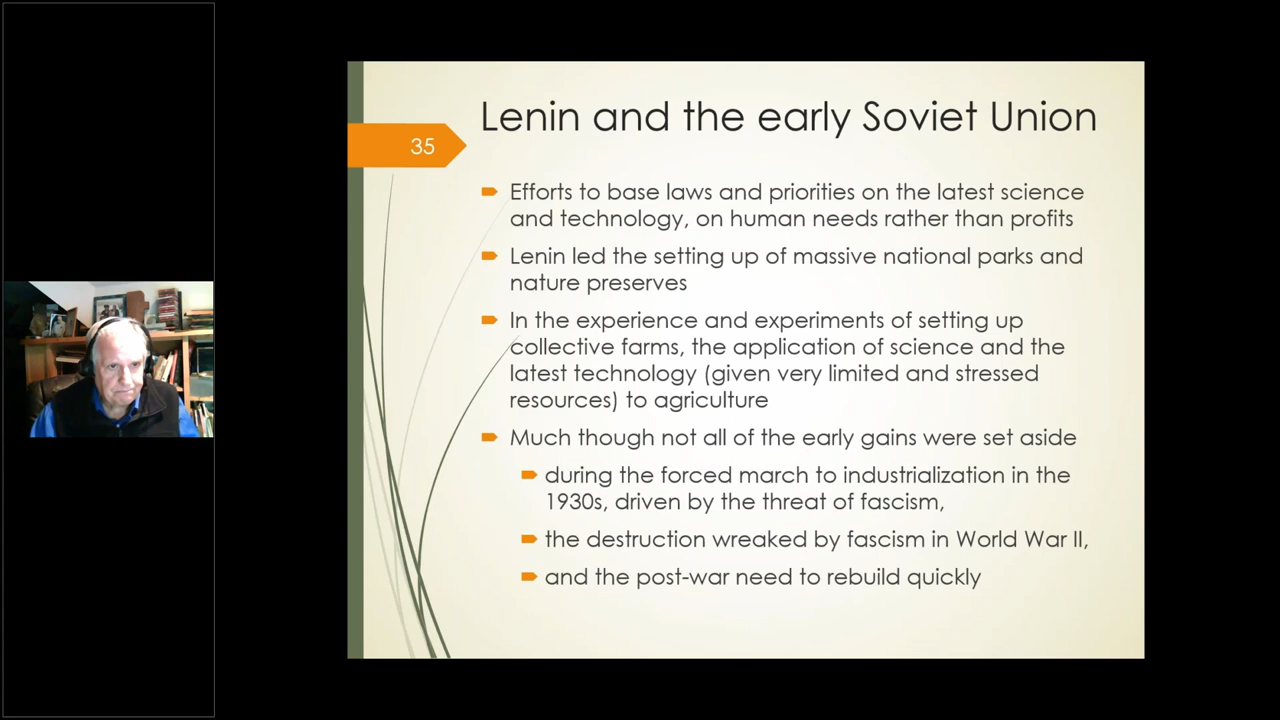 Lenin and the early Soviet Union
35
Efforts to base laws and priorities on the latest science
and technology, on human needs rather than profits
Lenin led the setting up of massive national parks and
nature preserves
In the experience and experiments of setting up
collective farms, the application of science and the
latest technology (given very limited and stressed
resources) to agriculture
Much though not all of the early gains were set aside
during the forced march to industrialization in the
1930s, driven by the threat of fascism,
the destruction wreaked by fascism in World War II,
and the post-war need to rebuild quickly